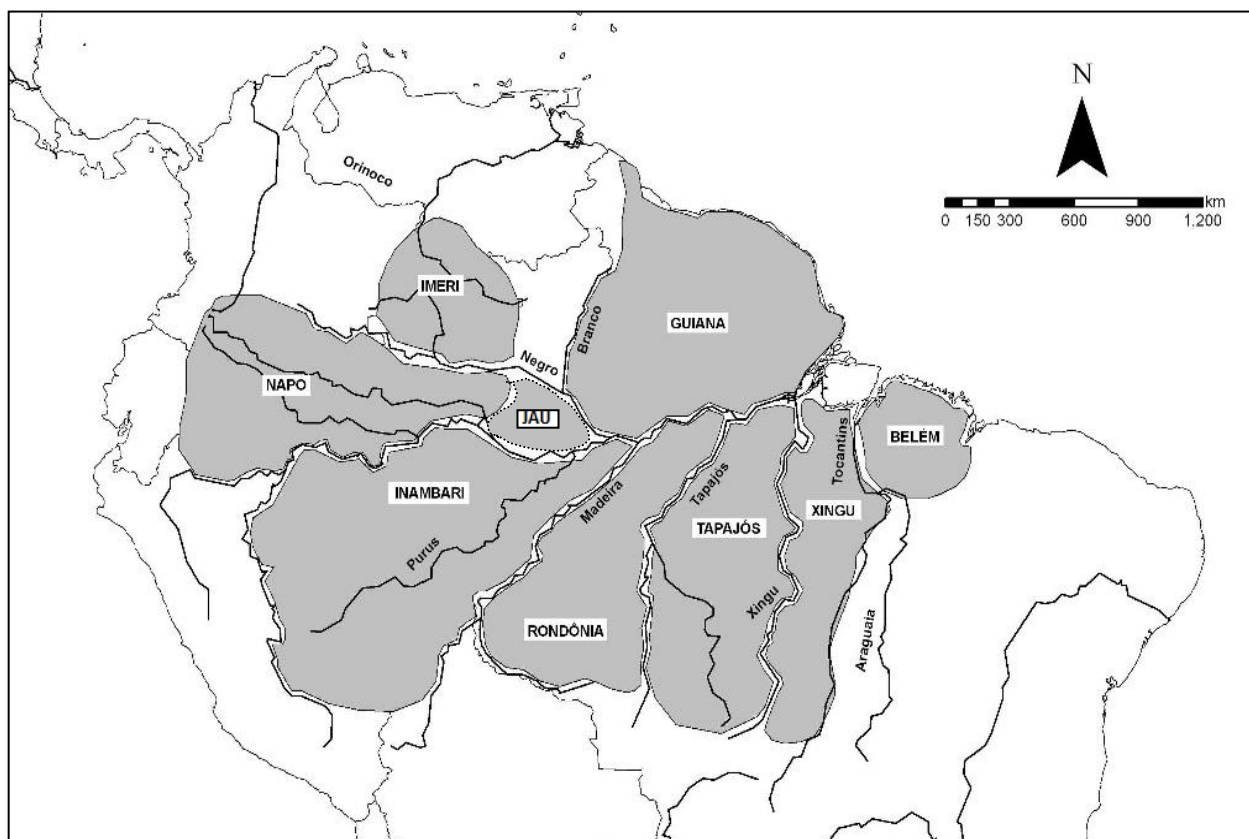 N
km
0 150 300 600 900 1,200
Orinoco
IMERI
Branco
GUIANA
Negro
NAPO
JAU
BELÉM
Tocantins
INAMBARI
Madeira
Tapajós
XINGU
TAPAJÓS
Purus
Xingu
RONDÔNIA
Araguaia